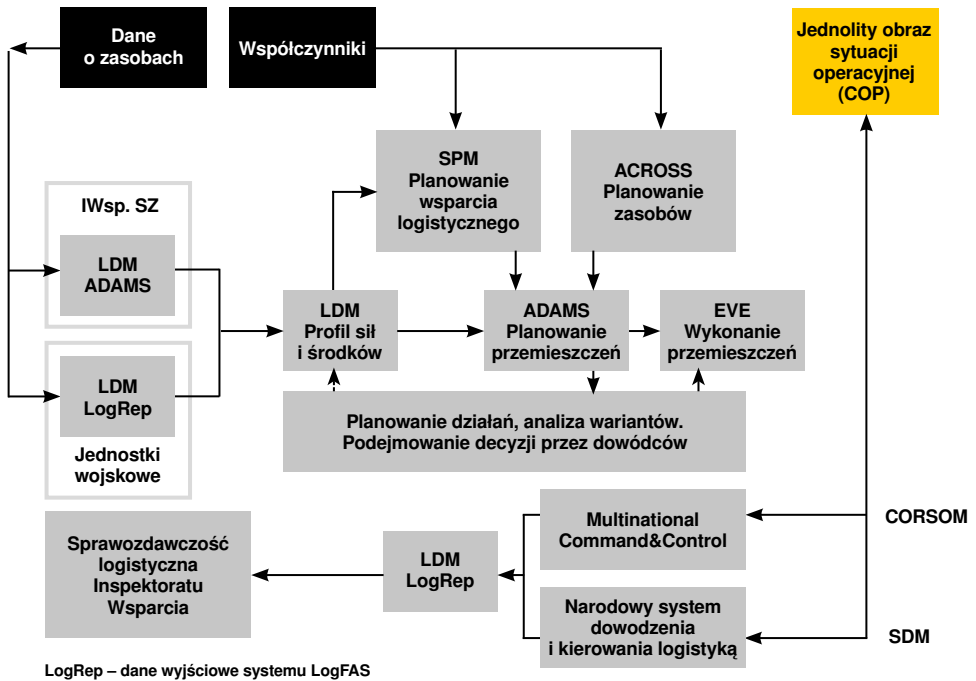 Dane
o zasobach
Współczynniki
Jednolity obraz
sytuacji
operacyjnej
(COP)
SPM
Planowanie
wsparcia
logistycznego
ACROSS
Planowanie
zasobów
IWsp. SZ
LDM
ADAMS
LDM
Profil sił
i środków
ADAMS
Planowanie
przemieszczeń
EVE
Wykonanie
przemieszczeń
LDM
LogRep
Jednostki
wojskowe
Planowanie działań, analiza wariantów.
Podejmowanie decyzji przez dowódców
Multinational
Command&Control
CORSOM
Sprawozdawczość
logistyczna
Inspektoratu
Wsparcia
LDM
LogRep
Narodowy system
dowodzenia
i kierowania logistyką
SDM
LogRep – dane wyjściowe systemu LogFAS